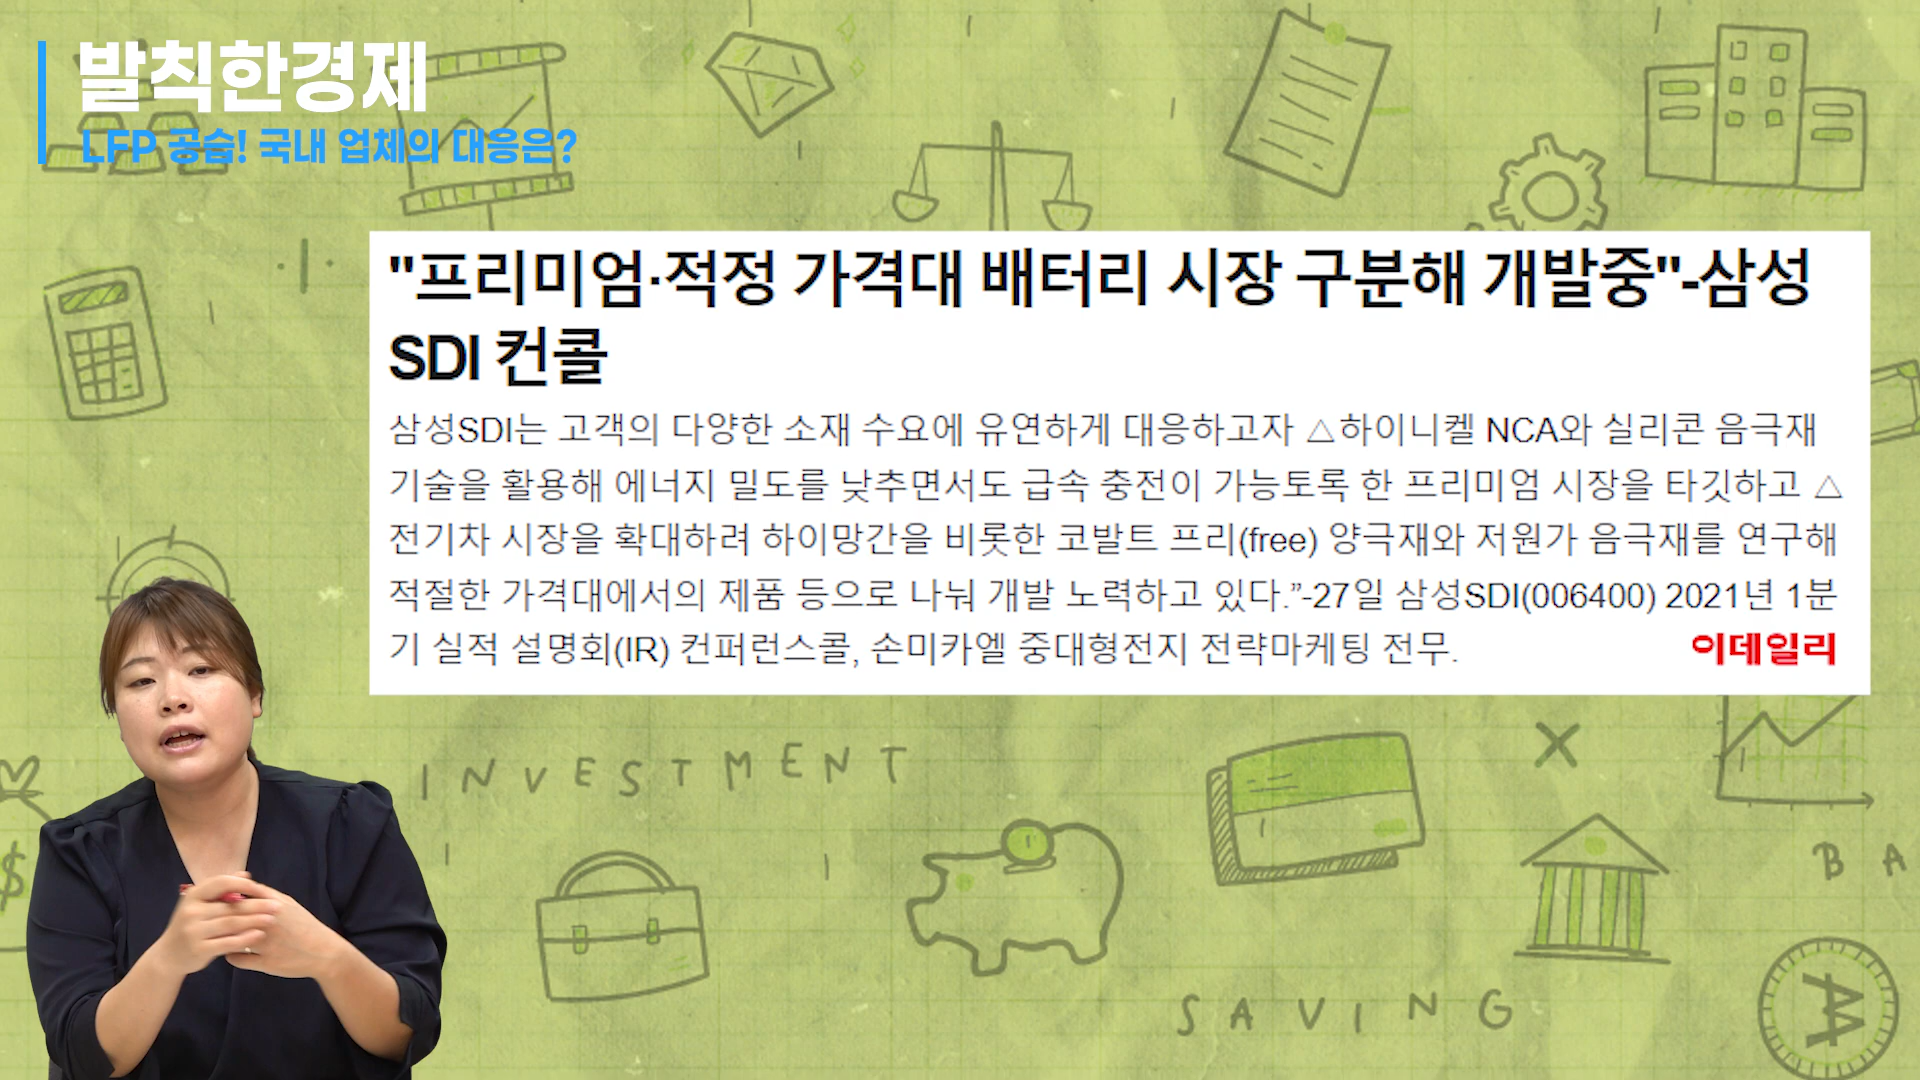 발칙한경제
LFP 공습! 국내 업체의 대응은?
"프리미엄·적정 가격대 배터리 시장 구분해 개발중"-삼성
SDI 컨콜
삼성SDI는 고객의 다양한 소재 수요에 유연하게 대응하고자 △하이니켈 NCA와 실리콘 음극재
기술을 활용해 에너지 밀도를 낮추면서도 급속 충전이 가능토록 한 프리미엄 시장을 타깃하고 △
전기차 시장을 확대하려 하이망간을 비롯한 코발트 프리(free) 양극재와 저원가 음극재를 연구해
적절한 가격대에서의 제품 등으로 나눠 개발 노력하고 있다.”-27일 삼성SDI(006400) 2021년 1분
기 실적 설명회(IR) 컨퍼런스콜, 손미카엘 중대형전지 전략마케팅 전무.
이데일리
INVESTMENT
$
BA
SAVING